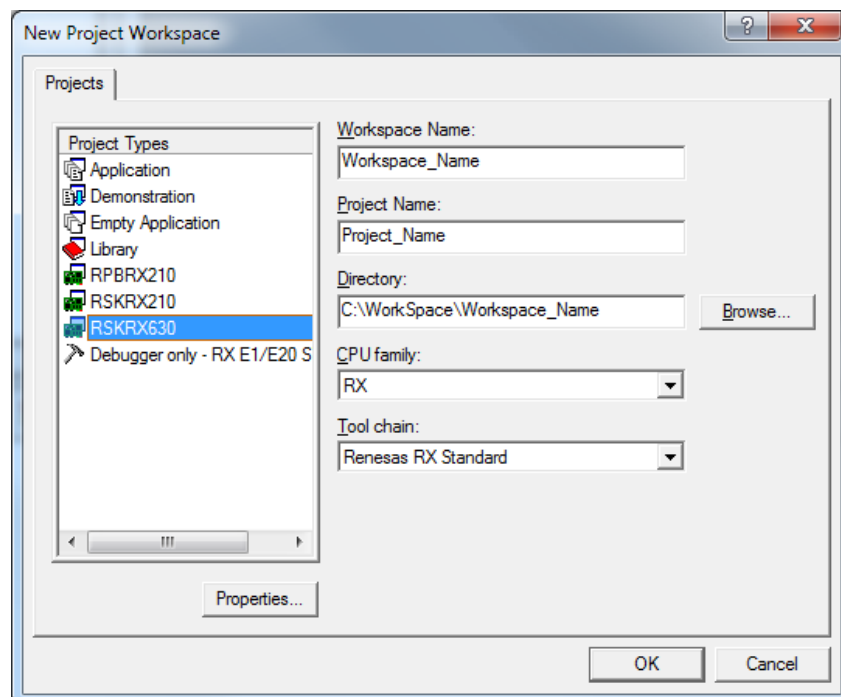 New Project Workspace
Projects
Project Types
Application
Demonstration
Empty Application
Library
RPBRX210
RSKRX210
RSKRX630
Debugger only - RX E1/E20 S
Properties...
Workspace Name:
Workspace_Name
Project Name:
Project_Name
Directory:
C:\WorkSpace\Workspace_Name
Browse...
CPU family:
RX
Tool chain:
Renesas RX Standard
OK
Cancel